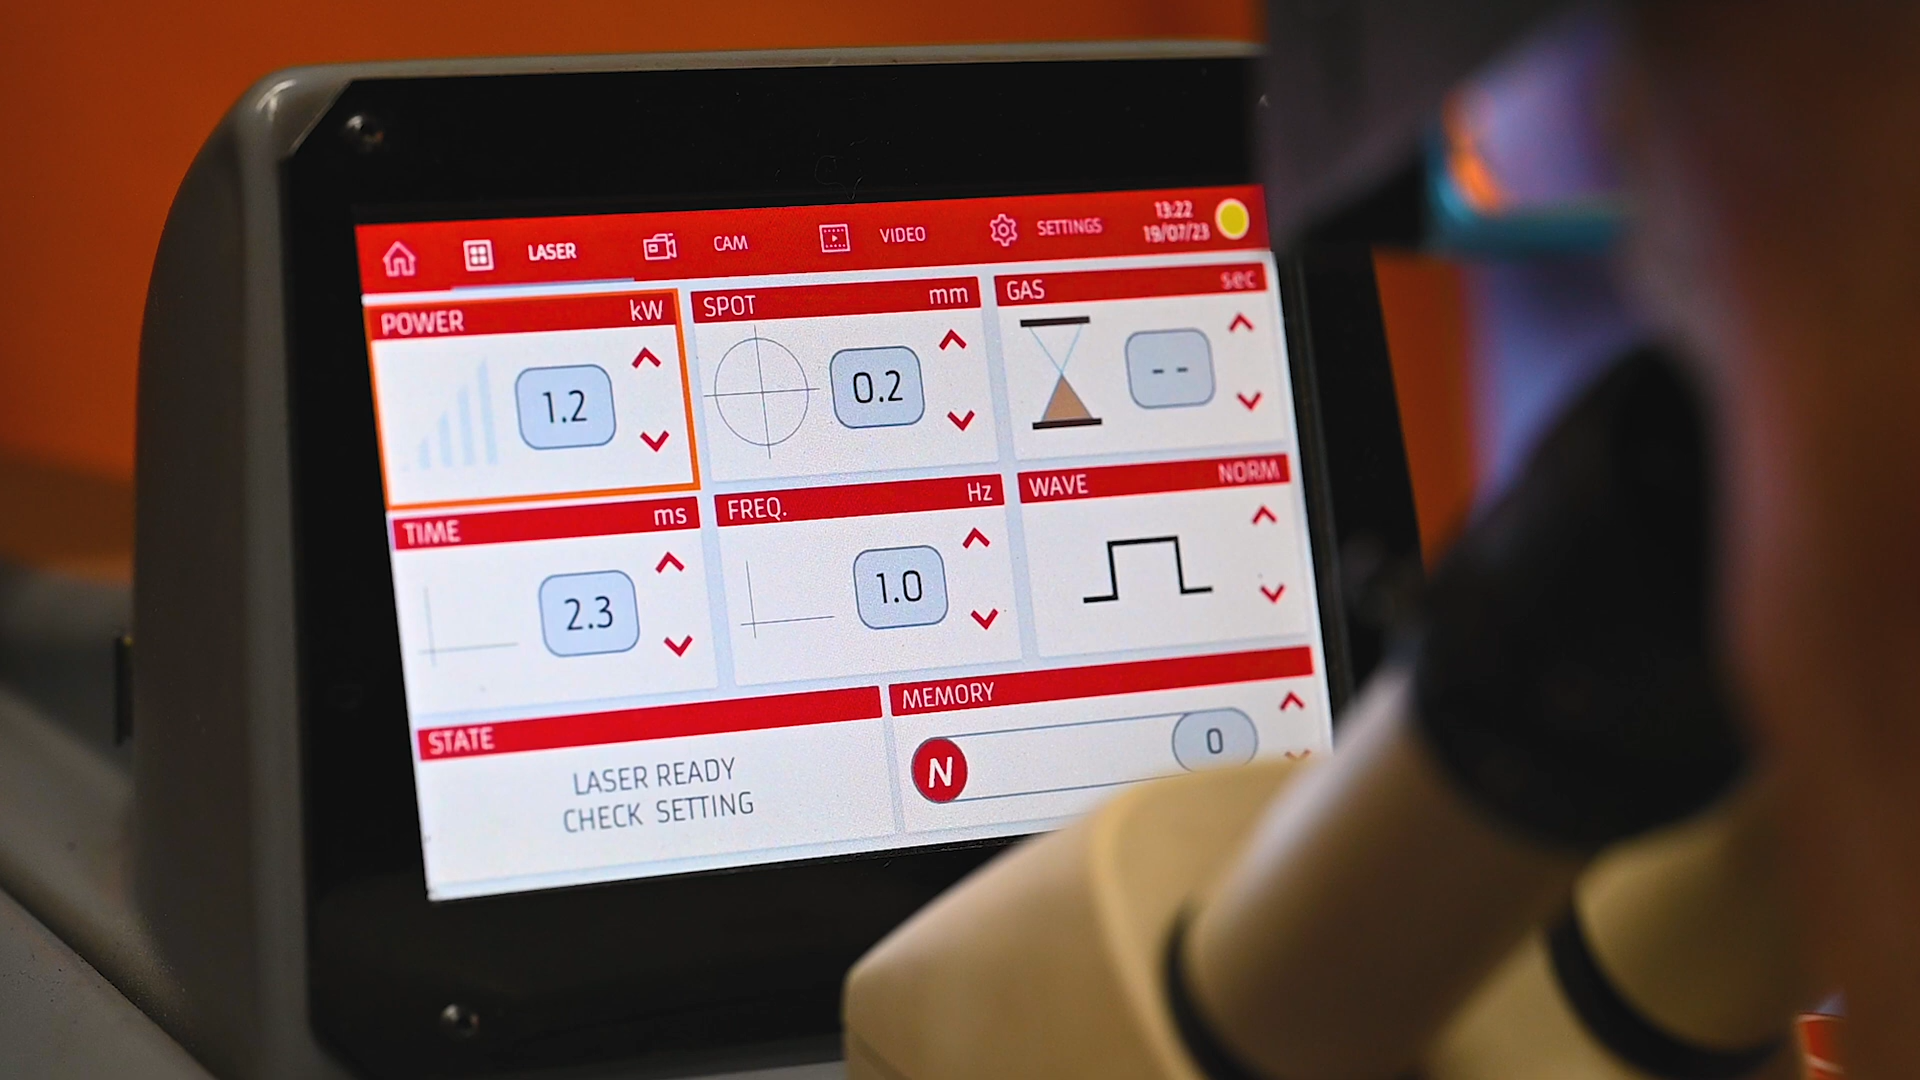 LASER CAM VIDEO SETTINGS 13:22
19/07/23
POWER kW
1.2
SPOT mm
0.2
GAS sec
--
TIME ms
2.3
FREQ. Hz
1.0
WAVE NORM
STATE
LASER READY
CHECK SETTING
MEMORY
N 0